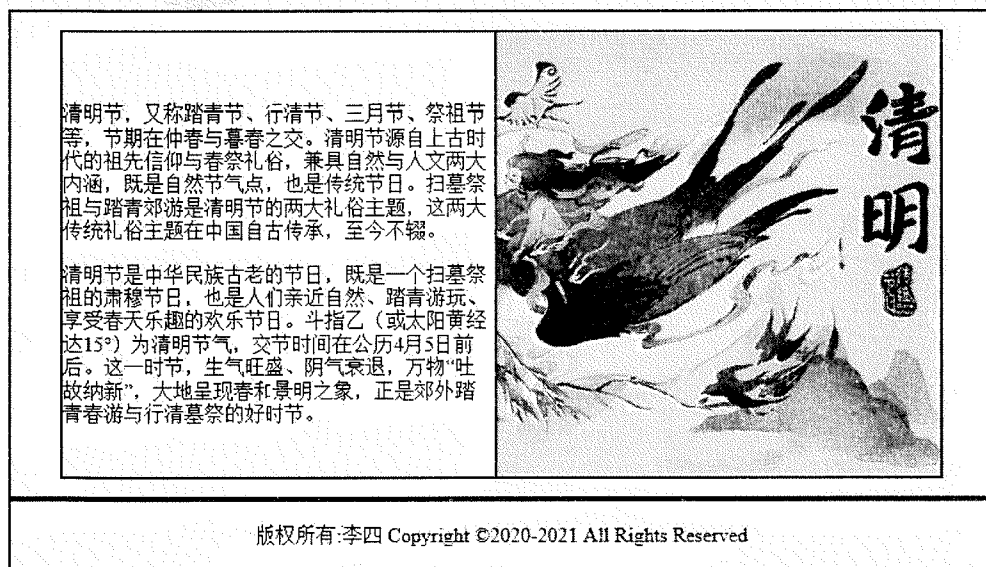 清明节，又称踏青节、行清节、三月节、祭祖节
等，节期在仲春与暮春之交。清明节源自上古时
代的祖先信仰与春祭礼俗，兼具自然与人文两大
内涵，既是自然节气点，也是传统节日。扫墓祭
祖与踏青郊游是清明节的两大礼俗主题，这两大
传统礼俗主题在中国自古传承，至今不辍。
清明节是中华民族古老的节日，既是一个扫墓祭
祖的肃穆节日，也是人们亲近自然、踏青游玩、
享受春天乐趣的欢乐节日。斗指乙（或太阳黄经
达15°）为清明节气，交节时间在公历4月5日前
后。这一时节，生气旺盛、阴气衰退，万物“吐
故纳新”，大地呈现春和景明之象，正是郊外踏
青春游与行清墓祭的好时节。
清明
版权所有:李四 Copyright ©2020-2021 All Rights Reserved